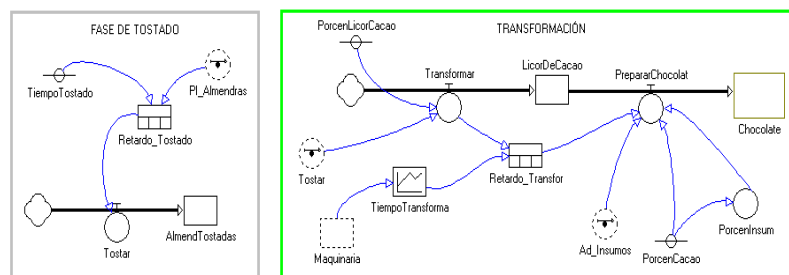 FASE DE TOSTADO
TiempoTostado
Pl_Almendras
Retardo_Tostado
AlmendTostadas
Tostar
TRANSFORMACIÓN
PorcenLicorCacao
Transformar
LicorDeCacao
PrepararChocolat
Chocolate
Tostar
Retardo_Transfor
TiempoTransforma
Maquinaria
Ad_Insumos
PorcenCacao
PorcenInsum